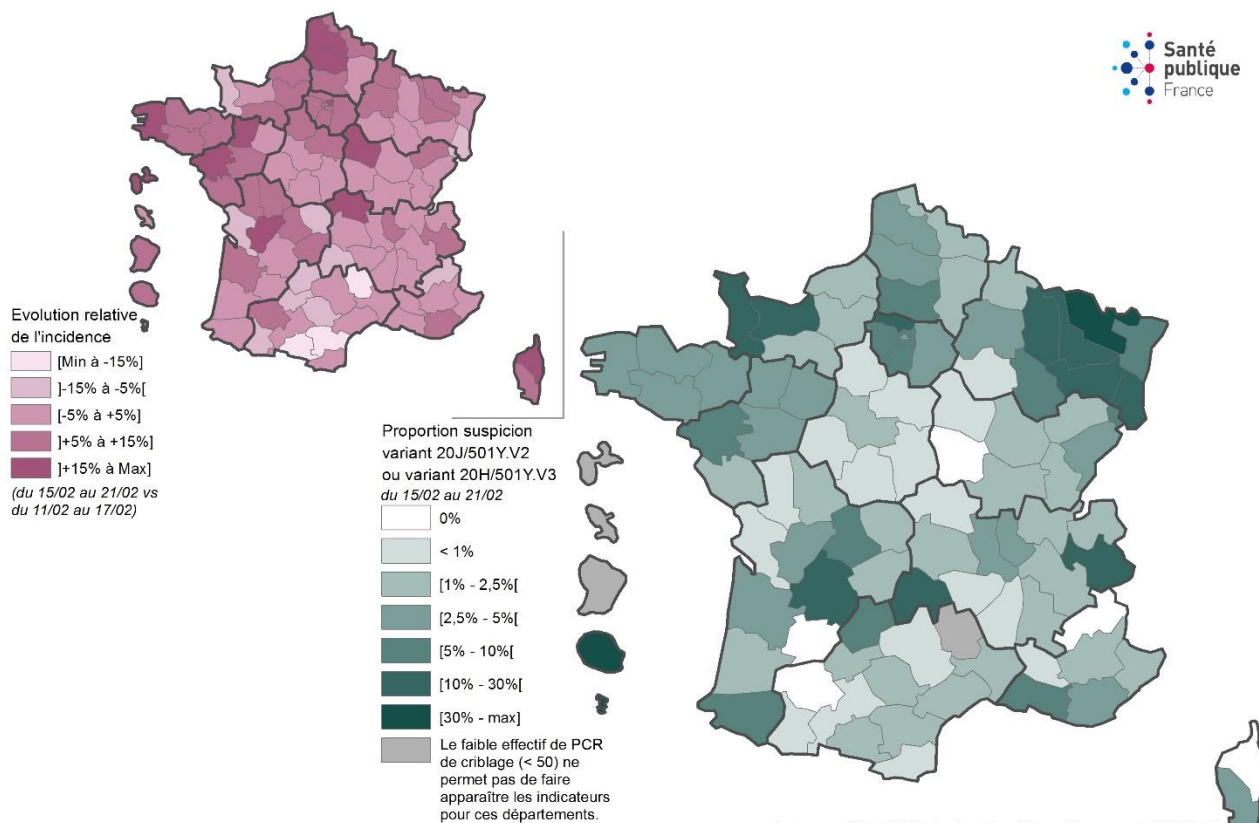 Santé
publique
France
Evolution relative
de l'incidence
[Min à -15%]
]-15% à -5%[
[-5% à +5%]
]+5% à +15%]
]+15% à Max]
(du 15/02 au 21/02 vs
du 11/02 au 17/02)
Proportion suspicion
variant 20J/501Y.V2
ou variant 20H/501Y.V3
du 15/02 au 21/02
0%
< 1%
[1% - 2,5%[
[2,5% - 5%[
[5% - 10%[
[10% - 30%[
[30% - max]
Le faible effectif de PCR
de criblage (< 50) ne
permet pas de faire
apparaître les indicateurs
pour ces départements.